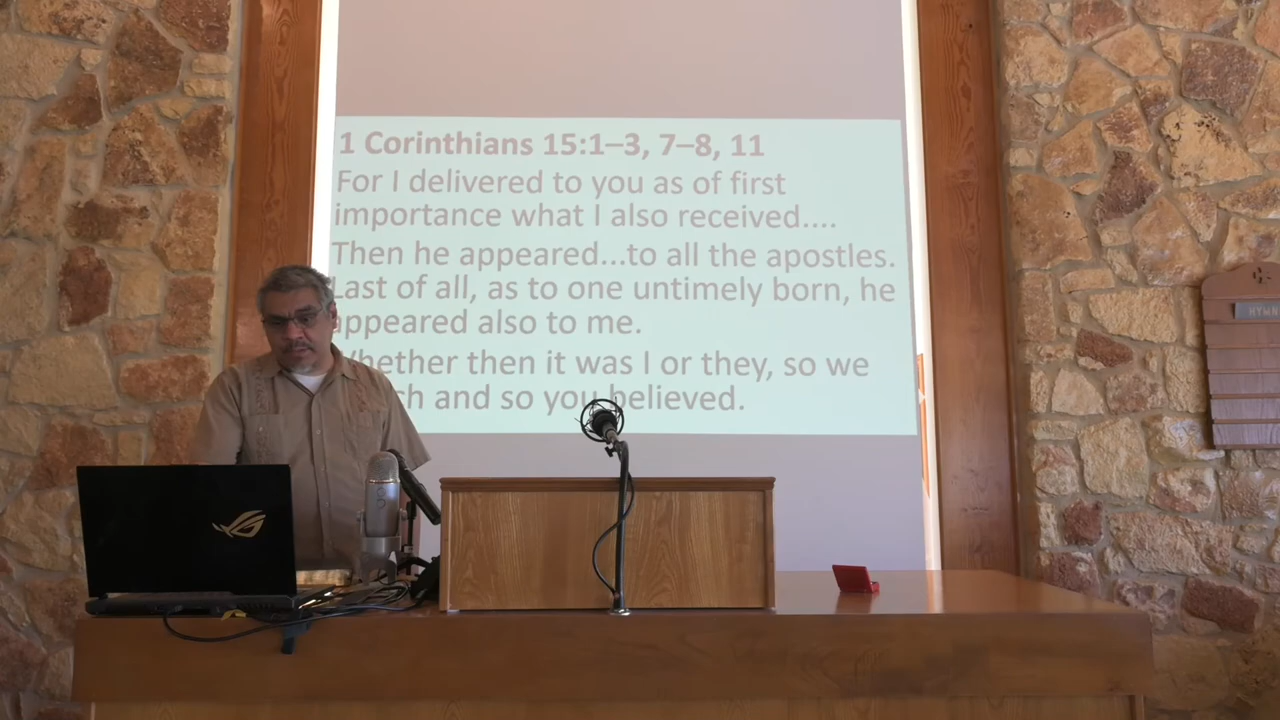 1 Corinthians 15:1–3, 7–8, 11
For I delivered to you as of first
importance what I also received....
Then he appeared...to all the apostles.
Last of all, as to one untimely born, he
appeared also to me.
Whether then it was I or they, so we
and so you believed.
HYMN